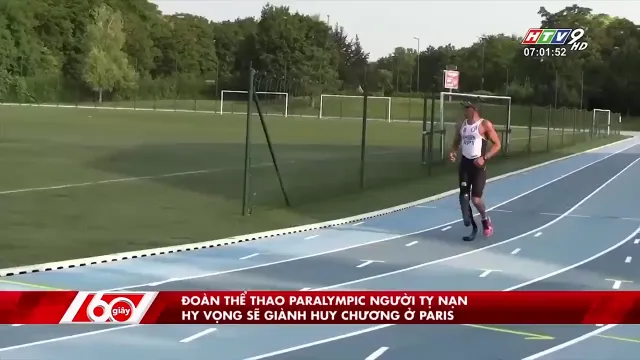 HTV9 HD
07:01:52
60 giây
ĐOÀN THỂ THAO PARALYMPIC NGƯỜI TỴ NẠN
HY VỌNG SẼ GIÀNH HUY CHƯƠNG Ở PARIS